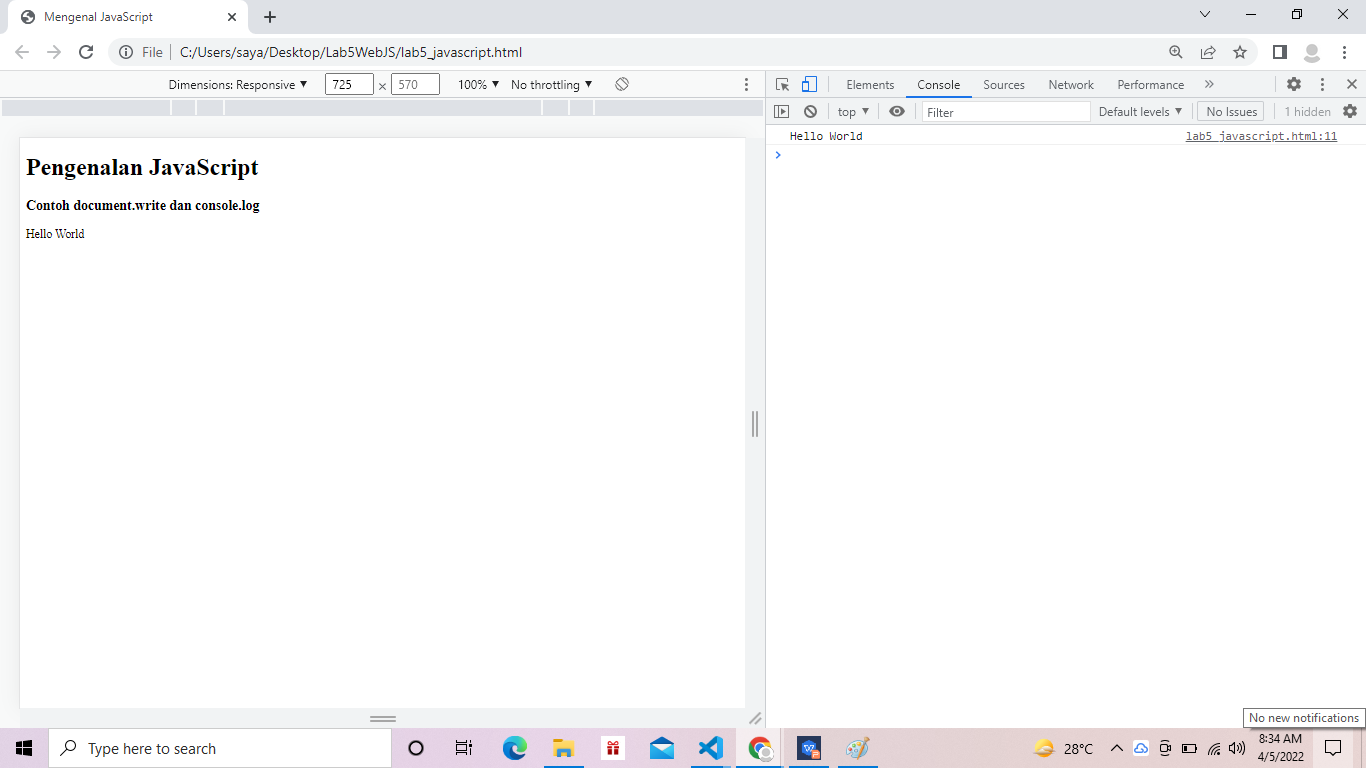 Mengenal JavaScript
File
C:/Users/saya/Desktop/Lab5WebJS/lab5_javascript.html
Dimensions: Responsive 725 × 570 100% No throttling
Elements Console Sources Network Performance
top Filter Default levels No Issues 1 hidden
Hello World lab5_javascript.html:11
Pengenalan JavaScript
Contoh document.write dan console.log
Hello World
No new notifications
Type here to search
28°C
8:34 AM
4/5/2022